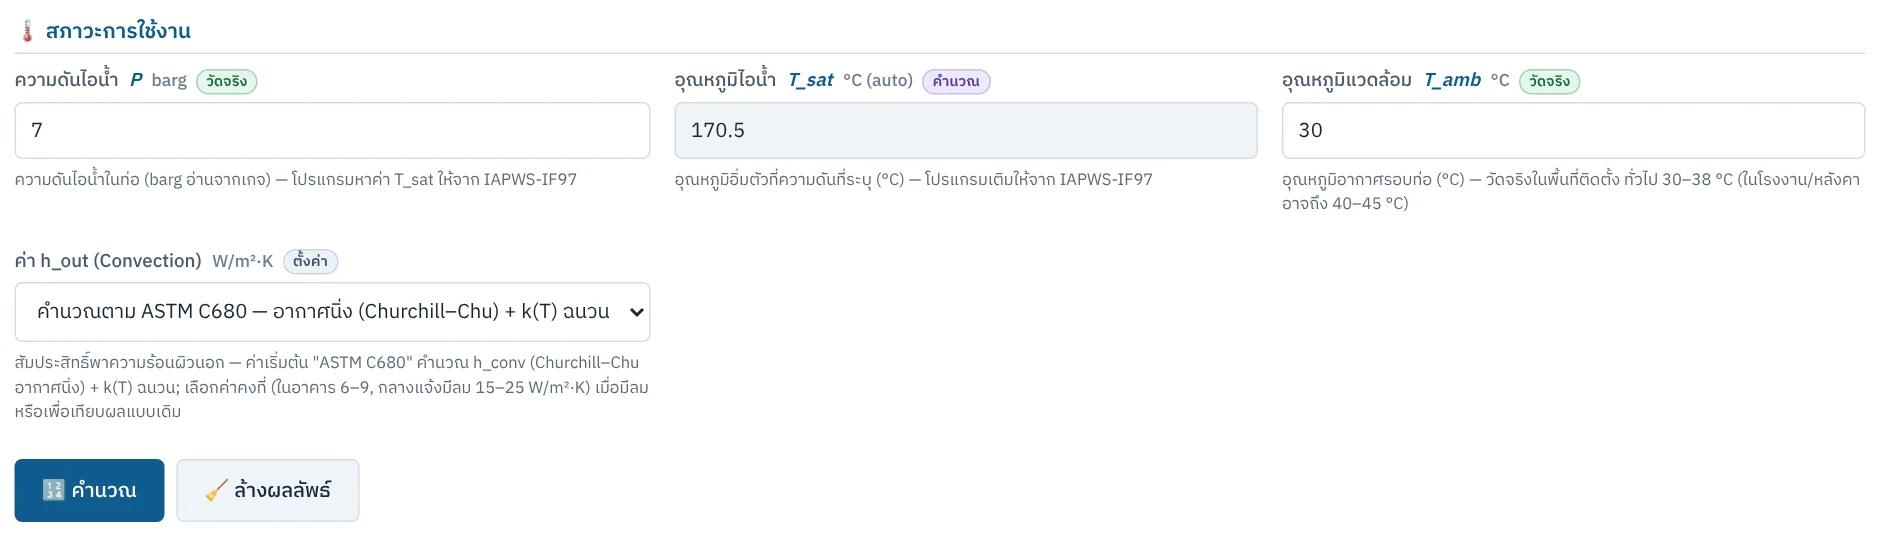 🌡️ สภาวะการใช้งาน
ความดันไอน้ำ P barg วัดจริง
7
ความดันไอน้ำในท่อ (barg อ่านจากเกจ) — โปรแกรมหาค่า T_sat ให้จาก IAPWS-IF97
อุณหภูมิไอน้ำ T_sat °C (auto) คำนวณ
170.5
อุณหภูมิอิ่มตัวที่ความดันที่ระบุ (°C) — โปรแกรมเติมให้จาก IAPWS-IF97
อุณหภูมิแวดล้อม T_amb °C วัดจริง
30
อุณหภูมิอากาศรอบท่อ (°C) — วัดจริงในพื้นที่ติดตั้ง ทั่วไป 30–38 °C (ในโรงงาน/หลังคา
อาจถึง 40–45 °C)
ค่า h_out (Convection) W/m²·K ตั้งค่า
คำนวณตาม ASTM C680 — อากาศนิ่ง (Churchill–Chu) + k(T) ฉนวน
สัมประสิทธิ์พาความร้อนผิวนอก — ค่าเริ่มต้น "ASTM C680" คำนวณ h_conv (Churchill–Chu
อากาศนิ่ง) + k(T) ฉนวน; เลือกค่าคงที่ (ในอาคาร 6–9, กลางแจ้งมีลม 15–25 W/m²·K) เมื่อมีลม
หรือเพื่อเทียบผลแบบเดิม
🔢 คำนวณ
🧹 ล้างผลลัพธ์